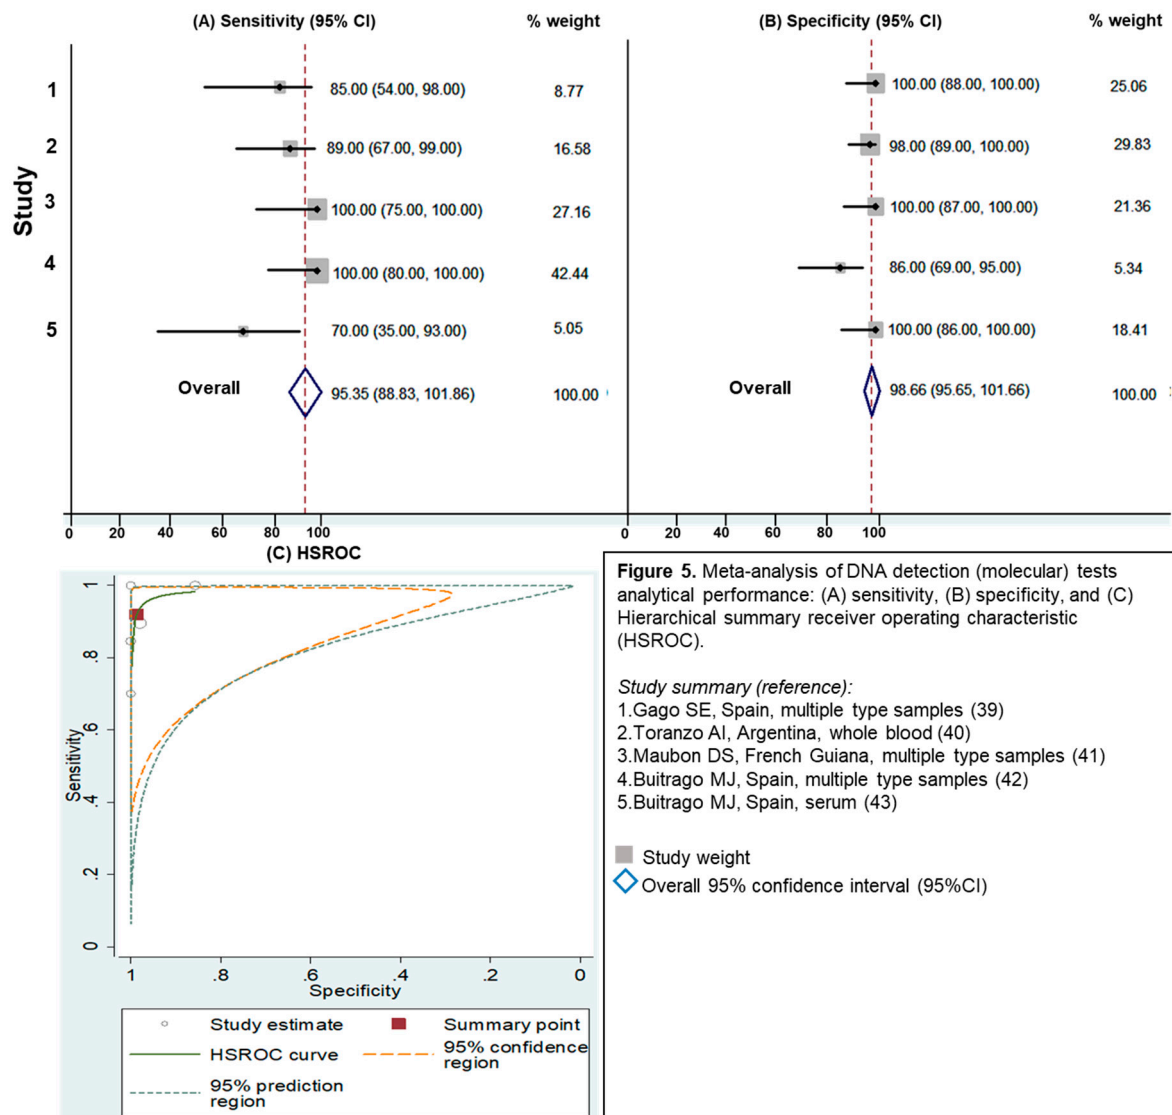 (A) Sensitivity (95% CI) % weight
(B) Specificity (95% CI) % weight
Study
1 85.00 (54.00, 98.00) 8.77
100.00 (88.00, 100.00) 25.06
2 89.00 (67.00, 99.00) 16.58
98.00 (89.00, 100.00) 29.83
3 100.00 (75.00, 100.00) 27.16
100.00 (87.00, 100.00) 21.36
4 100.00 (80.00, 100.00) 42.44
86.00 (69.00, 95.00) 5.34
5 70.00 (35.00, 93.00) 5.05
100.00 (86.00, 100.00) 18.41
Overall 95.35 (88.83, 101.86) 100.00
Overall 98.66 (95.65, 101.66) 100.00
0 20 40 60 80 100
0 20 40 60 80 100
(C) HSROC
Sensitivity
1
.8
.6
.4
.2
0
1 .8 .6 .4 .2 0
Specificity
Study estimate
Summary point
HSROC curve
95% confidence
region
95% prediction
region
Figure 5. Meta-analysis of DNA detection (molecular) tests
analytical performance: (A) sensitivity, (B) specificity, and (C)
Hierarchical summary receiver operating characteristic
(HSROC).
Study summary (reference):
1.Gago SE, Spain, multiple type samples (39)
2.Toranzo AI, Argentina, whole blood (40)
3.Maubon DS, French Guiana, multiple type samples (41)
4.Buitrago MJ, Spain, multiple type samples (42)
5.Buitrago MJ, Spain, serum (43)
Study weight
Overall 95% confidence interval (95%CI)